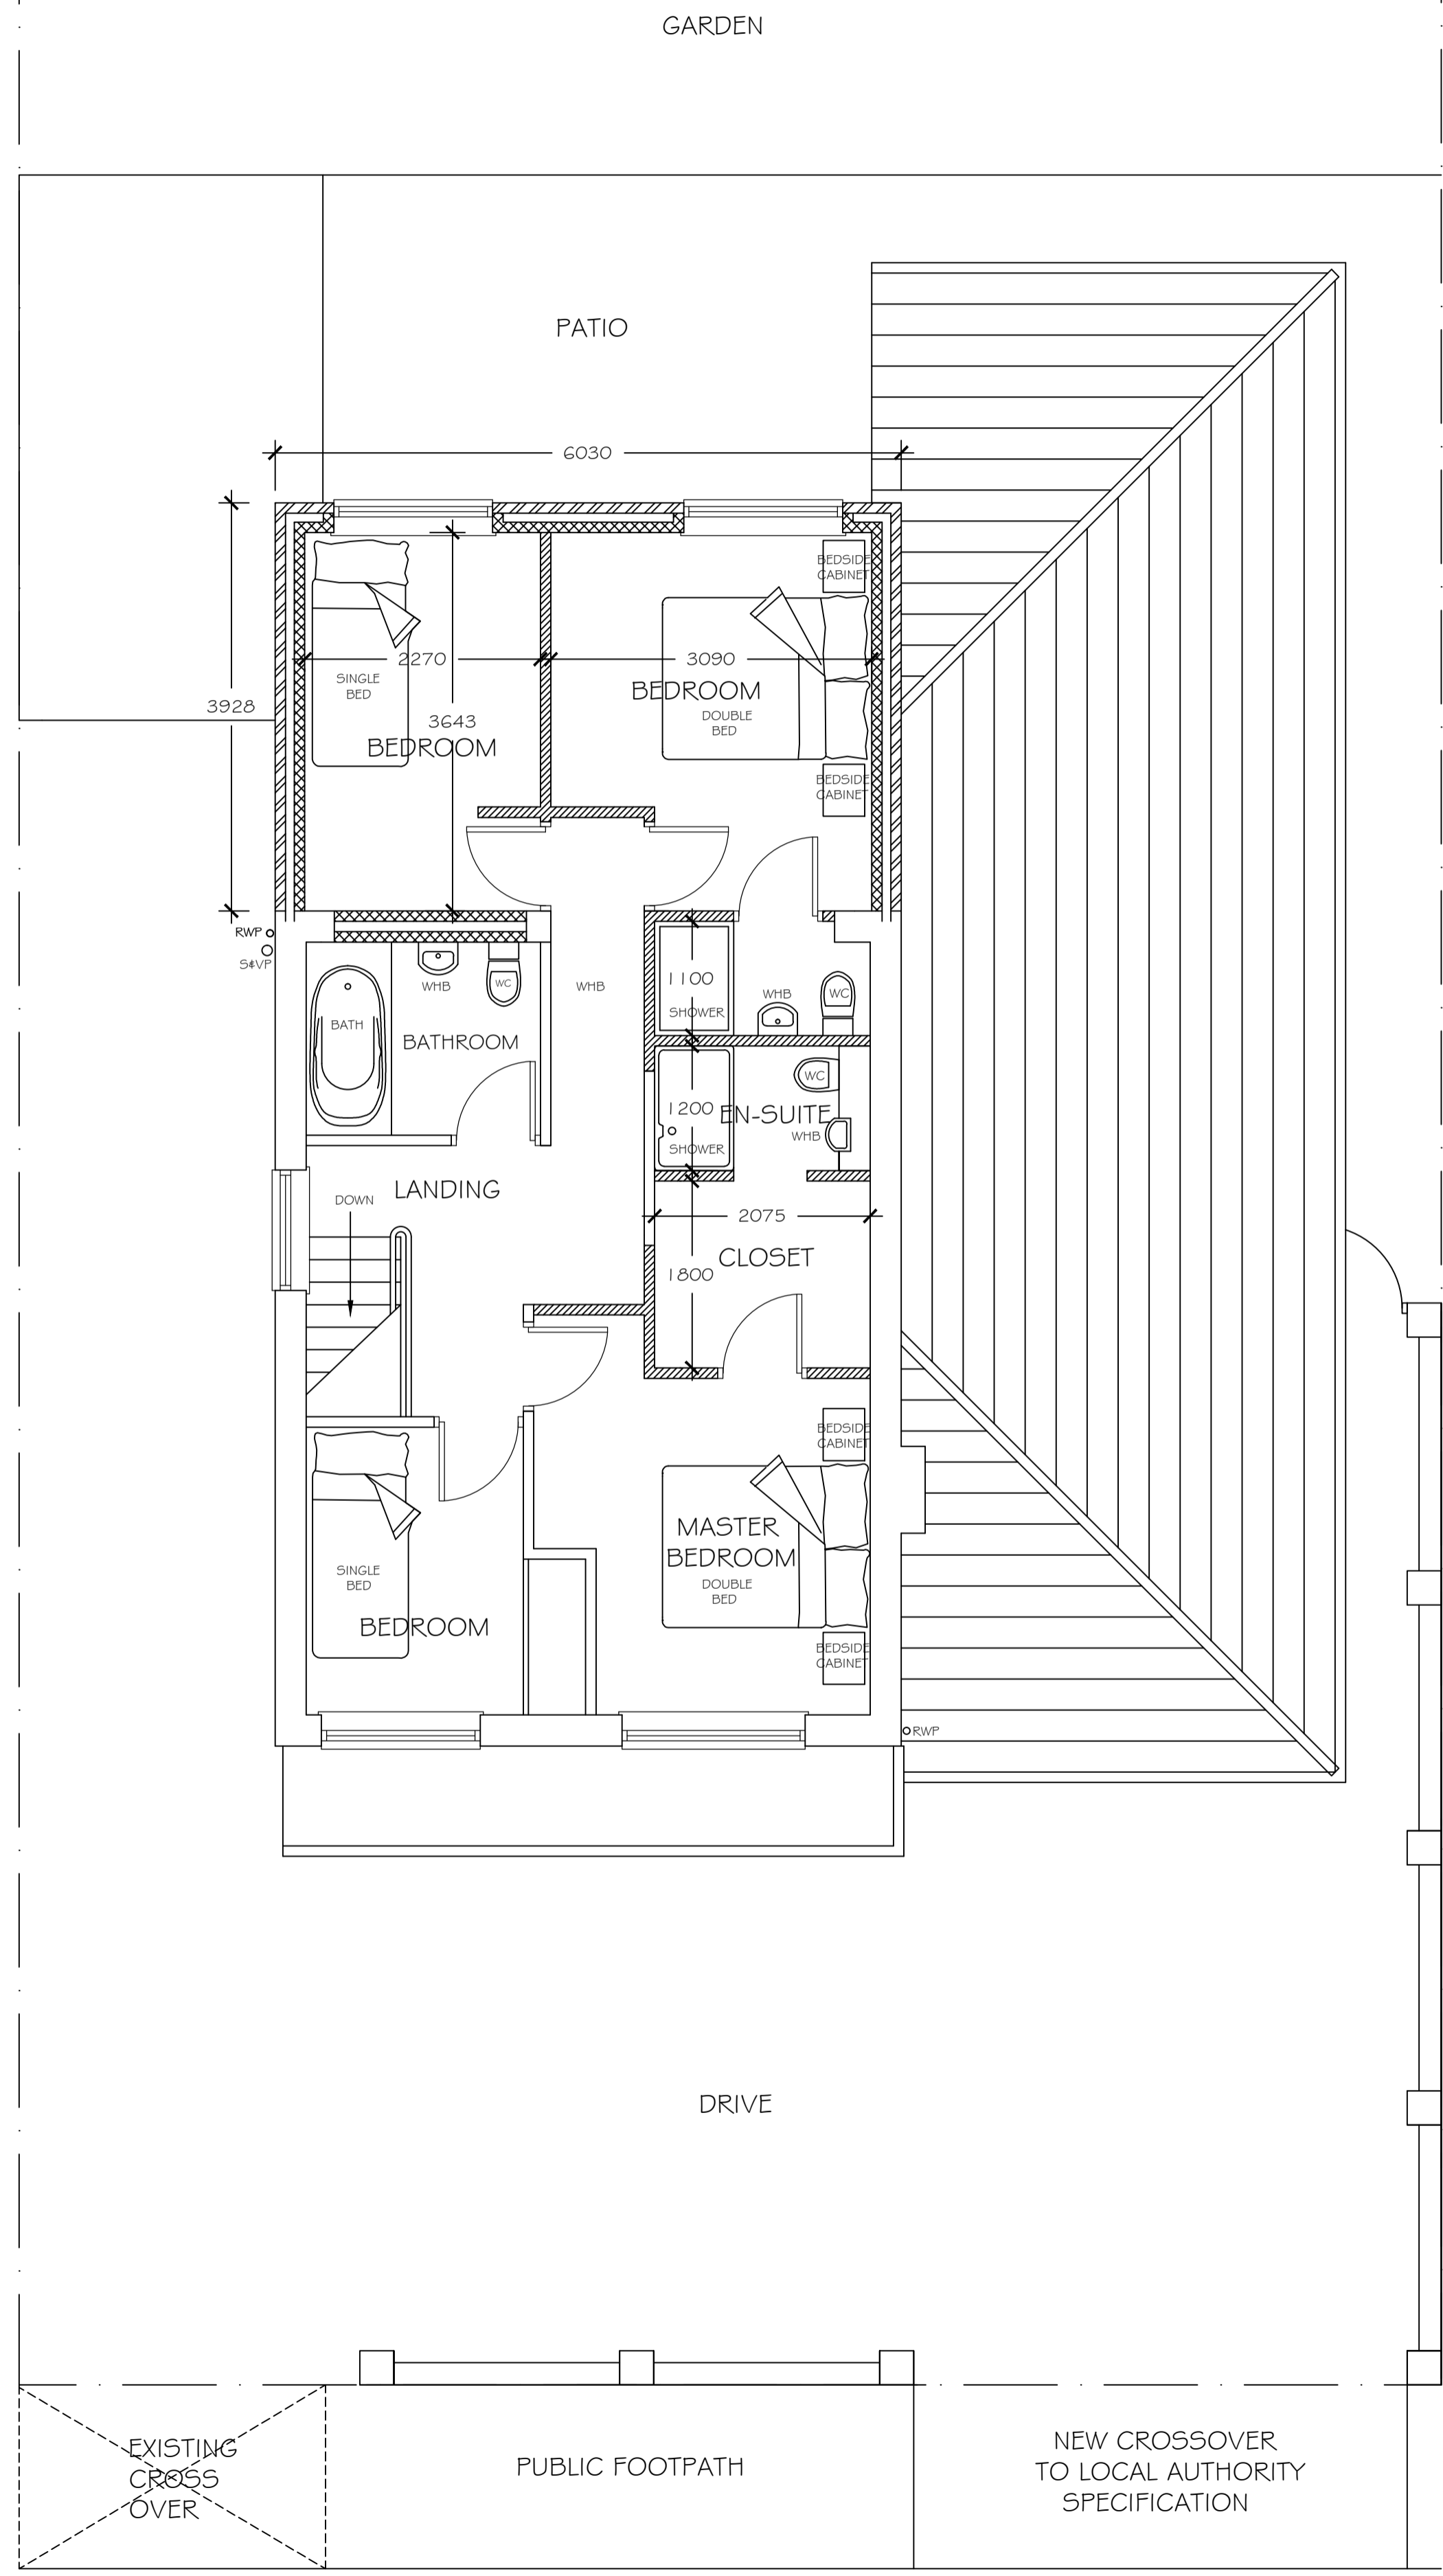 GARDEN
PATIO
6030
BEDSIDE
CABINET
2270
3090
SINGLE
BED
BEDROOM
3928
DOUBLE
BED
3643
BEDROOM
BEDSIDE
CABINET
RWP
S&VP
WHB
WC
WHB
1100
SHOWER
WHB
WC
BATH
BATHROOM
WC
1200
EN-SUITE
WHB
SHOWER
LANDING
DOWN
2075
CLOSET
1800
BEDSIDE
CABINET
MASTER
BEDROOM
SINGLE
BED
DOUBLE
BED
BEDROOM
BEDSIDE
CABINET
RWP
DRIVE
EXISTING
CROSS
OVER
PUBLIC FOOTPATH
NEW CROSSOVER
TO LOCAL AUTHORITY
SPECIFICATION